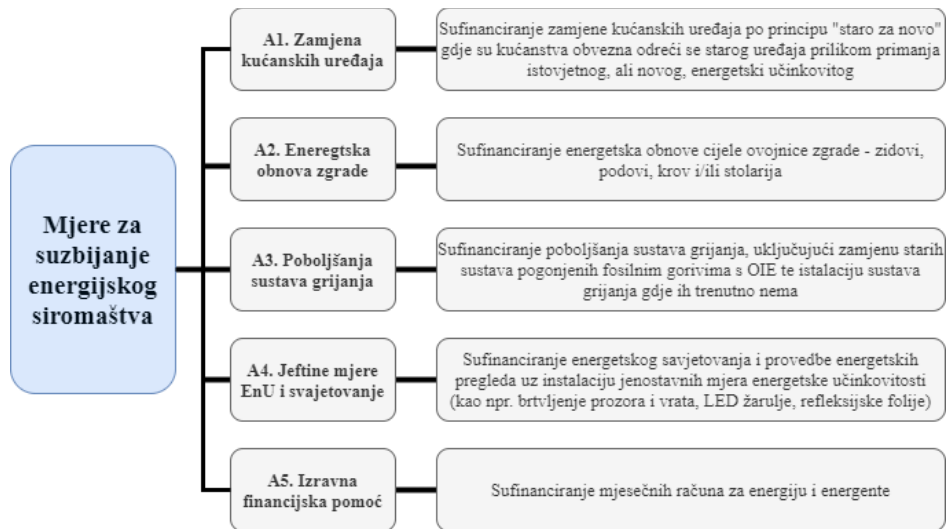 Mjere za
suzbijanje
energijskog
siromaštva
A1. Zamjena
kućanskih uređaja
Sufinanciranje zamjene kućanskih uređaja po principu "staro za novo"
gdje su kućanstva obvezna odreći se starog uređaja prilikom primanja
istovjetnog, ali novog, energetski učinkovitog
A2. Eneregtska
obnova zgrade
Sufinanciranje energetska obnove cijele ovojnice zgrade - zidovi,
podovi, krov i/ili stolarija
A3. Poboljšanja
sustava grijanja
Sufinanciranje poboljšanja sustava grijanja, uključujući zamjenu starih
sustava pogonjenih fosilnim gorivima s OIE te istalaciju sustava
grijanja gdje ih trenutno nema
A4. Jeftine mjere
EnU i svajetovanje
Sufinanciranje energetskog savjetovanja i provedbe energetskih
pregleda uz instalaciju jenostavnih mjera energetske učinkovitosti
(kao npr. brtvljenje prozora i vrata, LED žarulje, refleksijske folije)
A5. Izravna
financijska pomoć
Sufinanciranje mjesečnih računa za energiju i energente